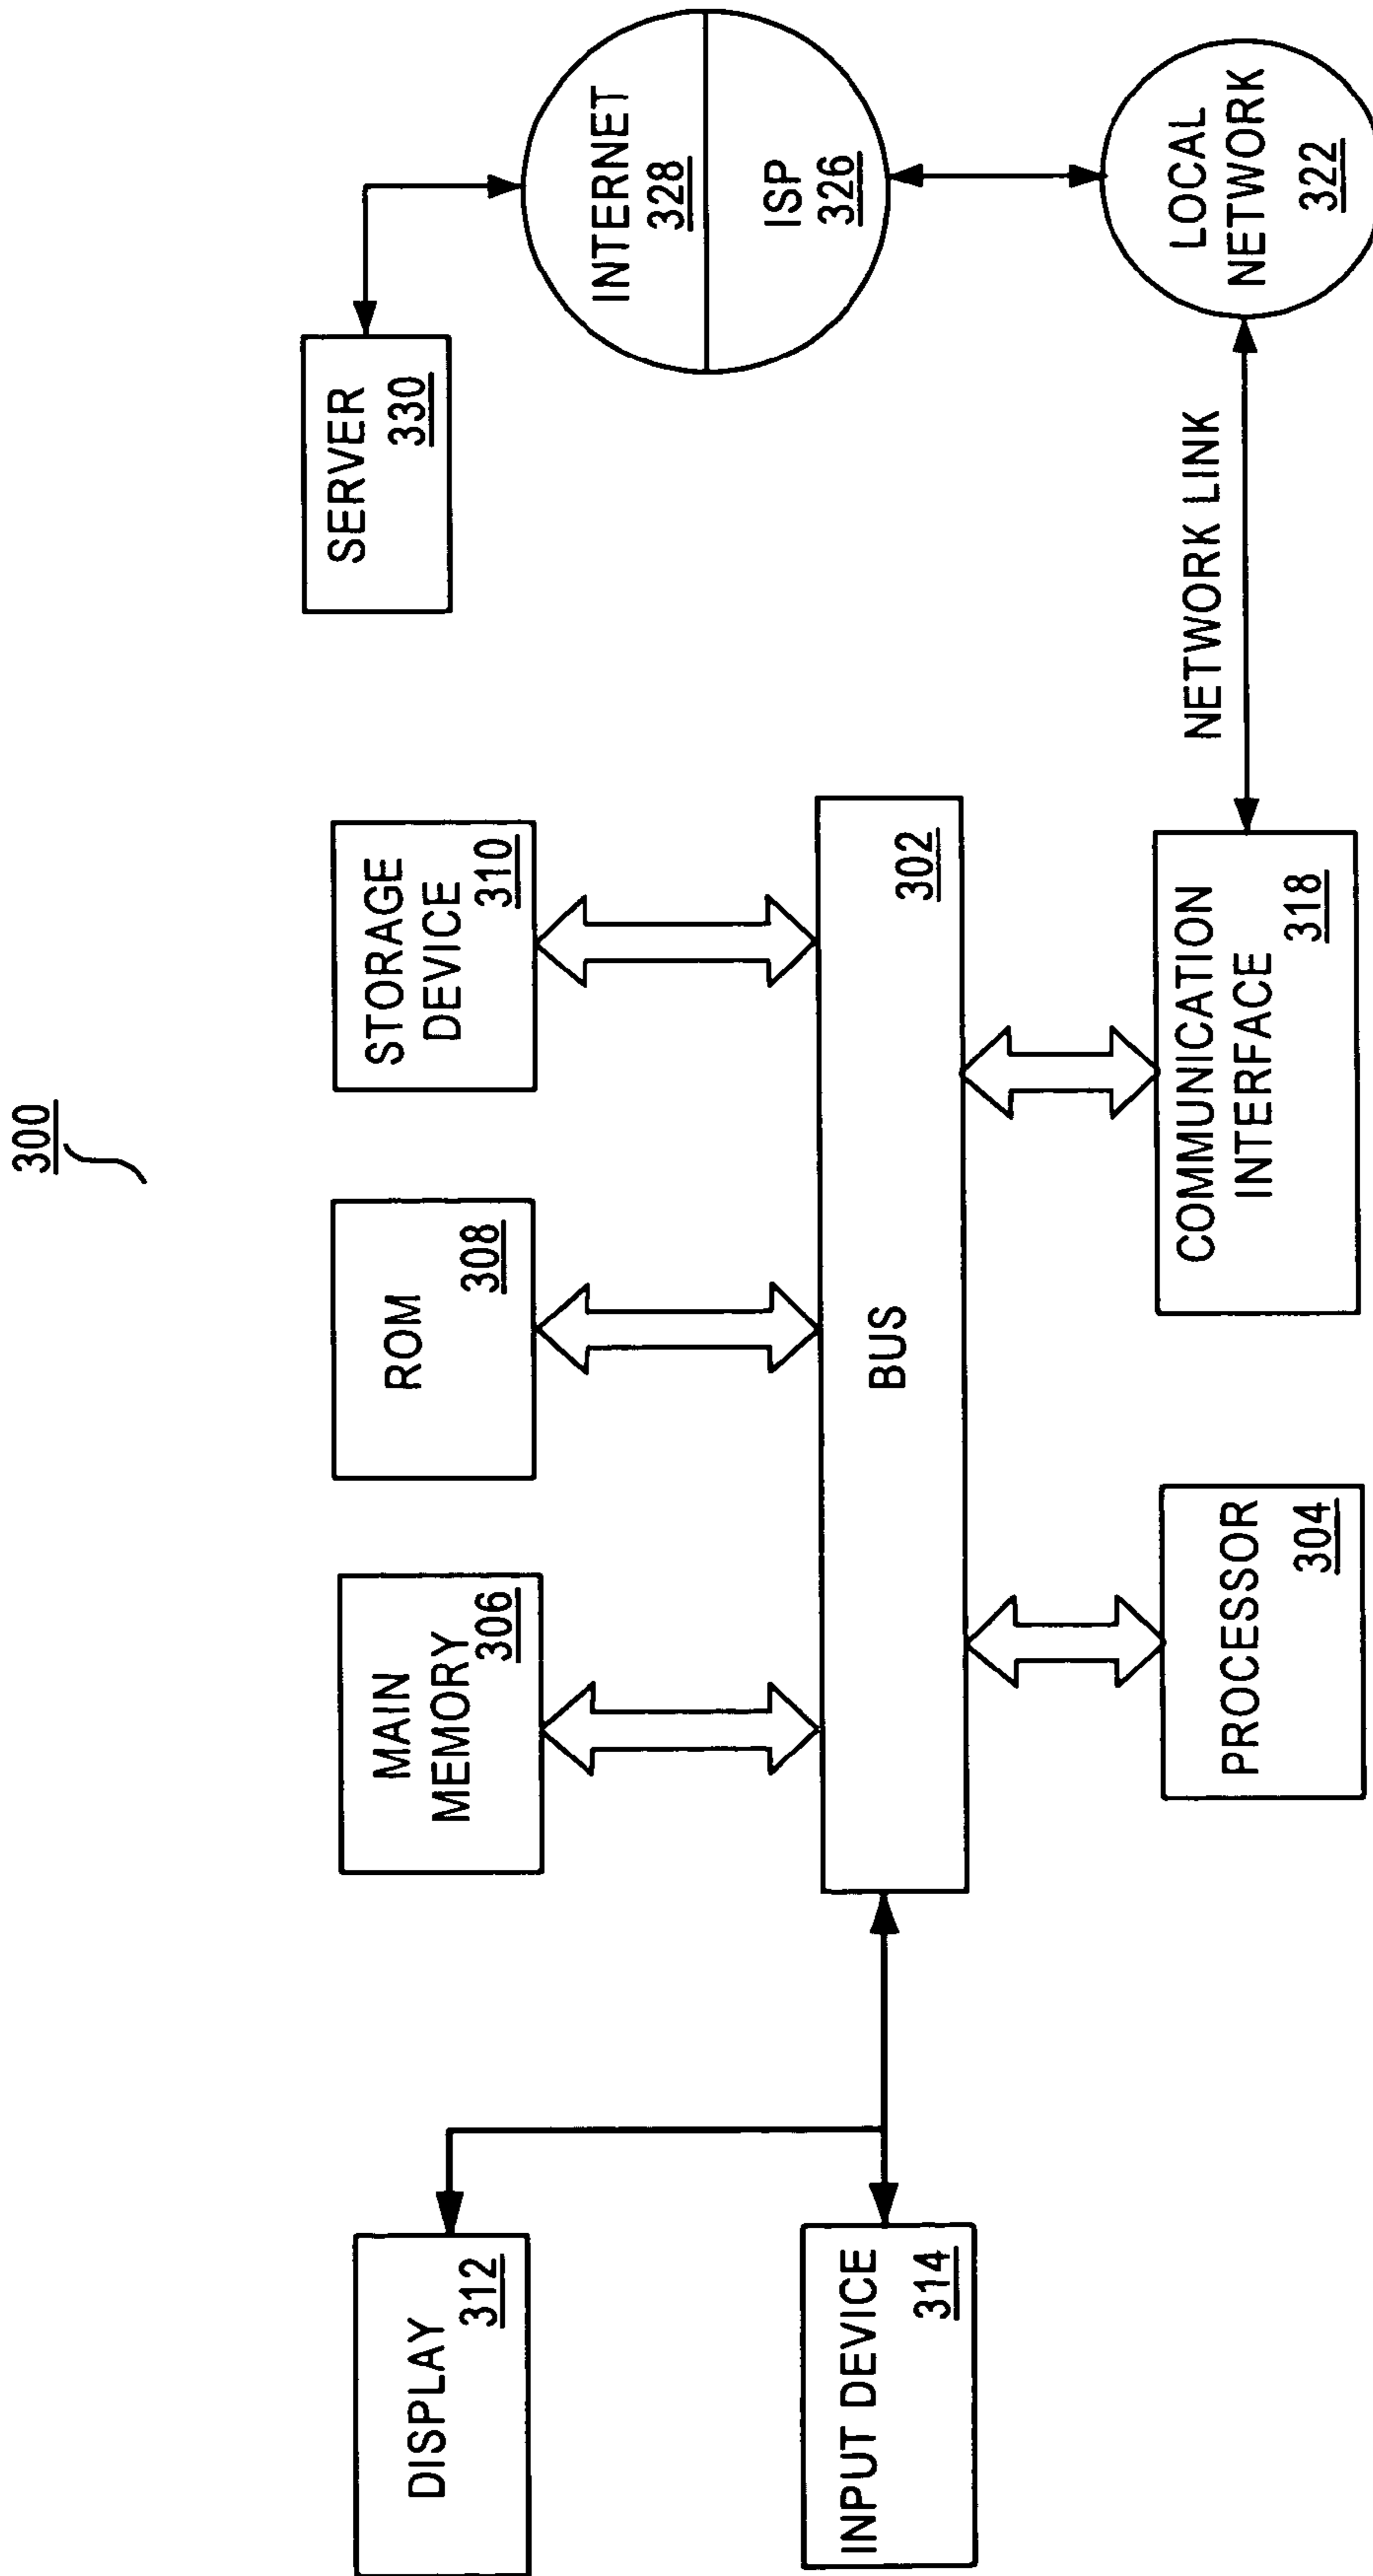 300
DISPLAY
312
INPUT DEVICE
314
MAIN
MEMORY
306
ROM
308
STORAGE
DEVICE
310
BUS
302
PROCESSOR
304
COMMUNICATION
INTERFACE
318
SERVER
330
INTERNET
328
ISP
326
NETWORK LINK
LOCAL
NETWORK
322